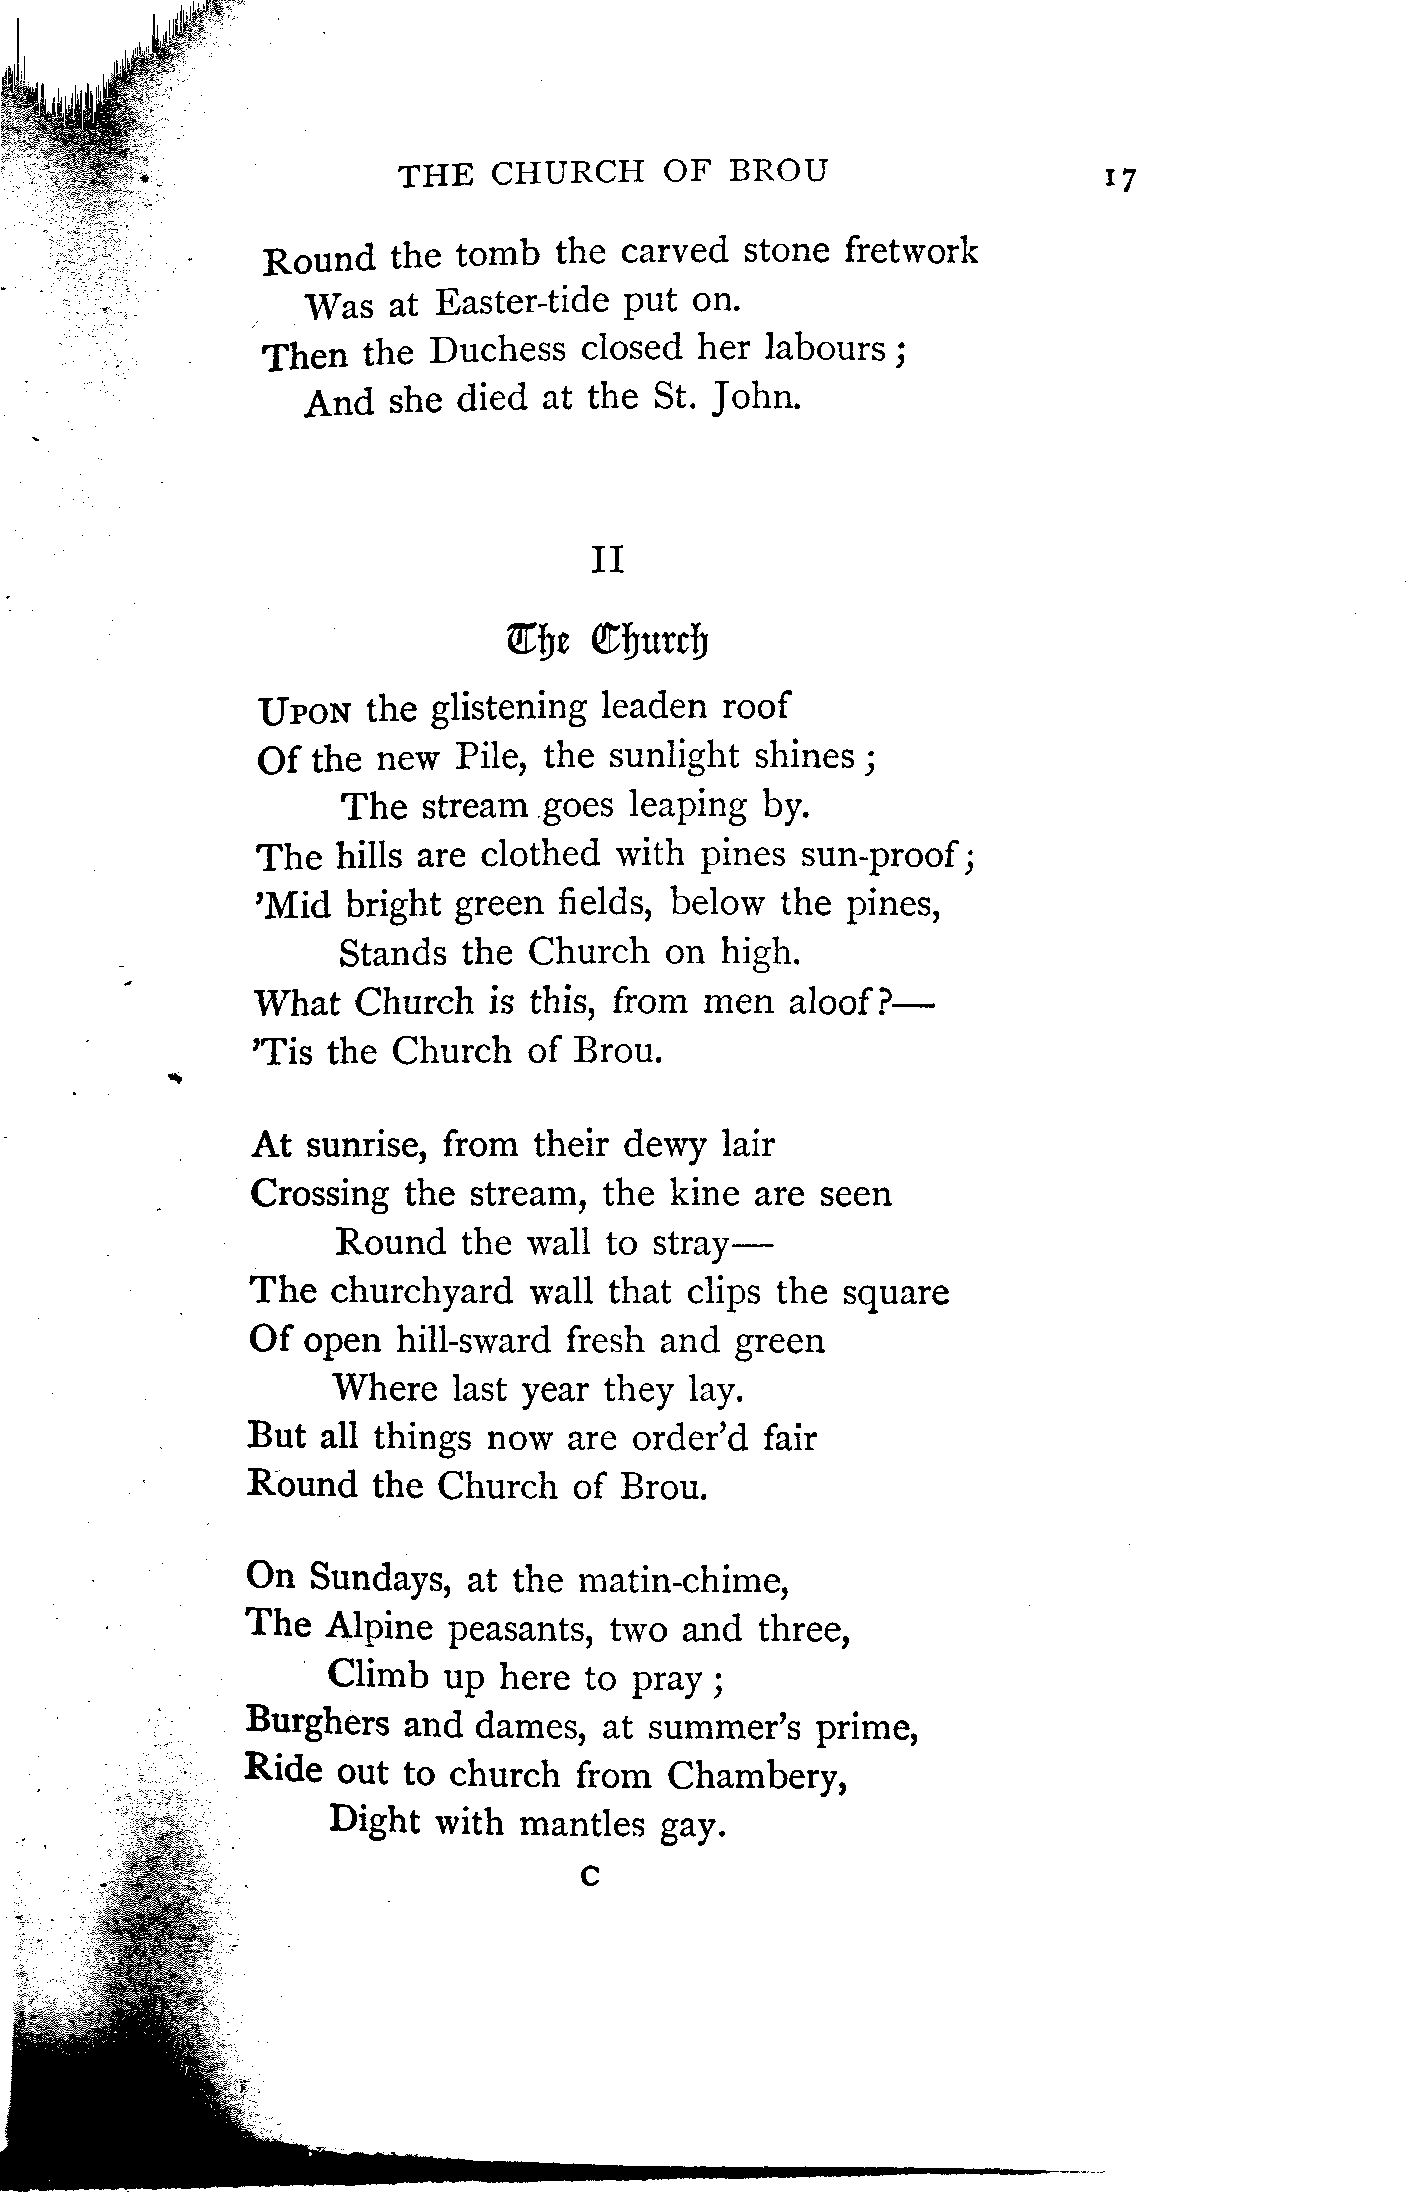 THE CHURCH OF BROU 17
Round the tomb the carved stone fretwork
Was at Easter-tide put on.
Then the Duchess closed her labours ;
And she died at the St. John.
II
The Church
UPON the glistening leaden roof
Of the new Pile, the sunlight shines ;
The stream goes leaping by.
The hills are clothed with pines sun-proof ;
’Mid bright green fields, below the pines,
Stands the Church on high.
What Church is this, from men aloof ?—
’Tis the Church of Brou.
At sunrise, from their dewy lair
Crossing the stream, the kine are seen
Round the wall to stray—
The churchyard wall that clips the square
Of open hill-sward fresh and green
Where last year they lay.
But all things now are order’d fair
Round the Church of Brou.
On Sundays, at the matin-chime,
The Alpine peasants, two and three,
Climb up here to pray ;
Burghers and dames, at summer’s prime,
Ride out to church from Chambery,
Dight with mantles gay.
C